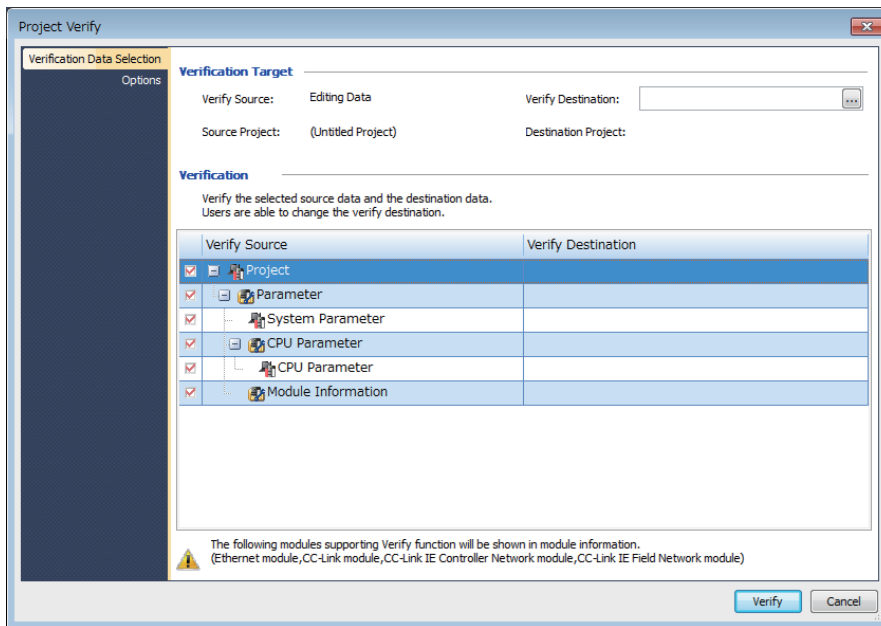 Project Verify
Verification Data Selection
Options
Verification Target
Verify Source: Editing Data Verify Destination: ...
Source Project: (Untitled Project) Destination Project:
Verification
Verify the selected source data and the destination data.
Users are able to change the verify destination.
Verify Source Verify Destination
Project
Parameter
System Parameter
CPU Parameter
CPU Parameter
Module Information
The following modules supporting Verify function will be shown in module information.
(Ethernet module,CC-Link module,CC-Link IE Controller Network module,CC-Link IE Field Network module)
Verify Cancel